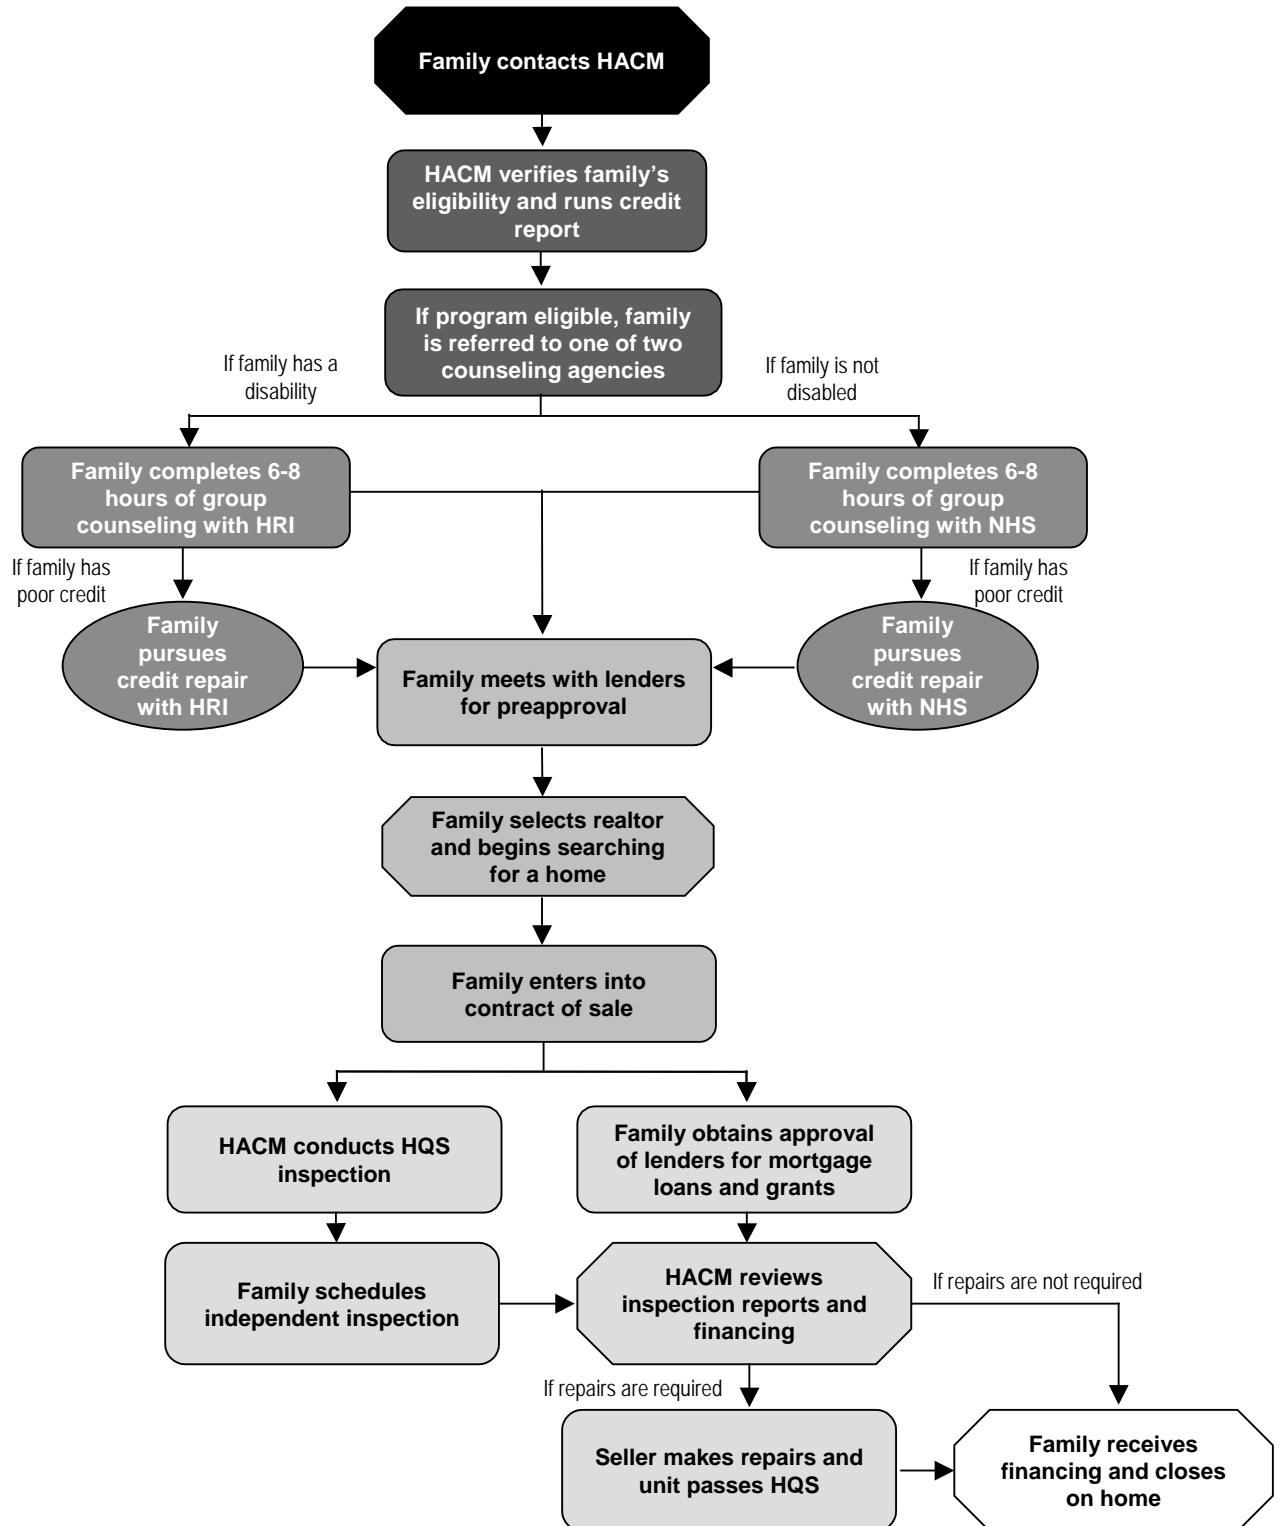 Family contacts HACM
HACM verifies family's
eligibility and runs credit
report
If program eligible, family
is referred to one of two
counseling agencies
If family has a
disability
If family is not
disabled
Family completes 6-8
hours of group
counseling with HRI
Family completes 6-8
hours of group
counseling with NHS
If family has
poor credit
If family has
poor credit
Family
pursues
credit repair
with HRI
Family meets with lenders
for preapproval
Family
pursues
credit repair
with NHS
Family selects realtor
and begins searching
for a home
Family enters into
contract of sale
HACM conducts HQS
inspection
Family obtains approval
of lenders for mortgage
loans and grants
Family schedules
independent inspection
HACM reviews
inspection reports and
financing
If repairs are not required
If repairs are required
Seller makes repairs and
unit passes HQS
Family receives
financing and closes
on home